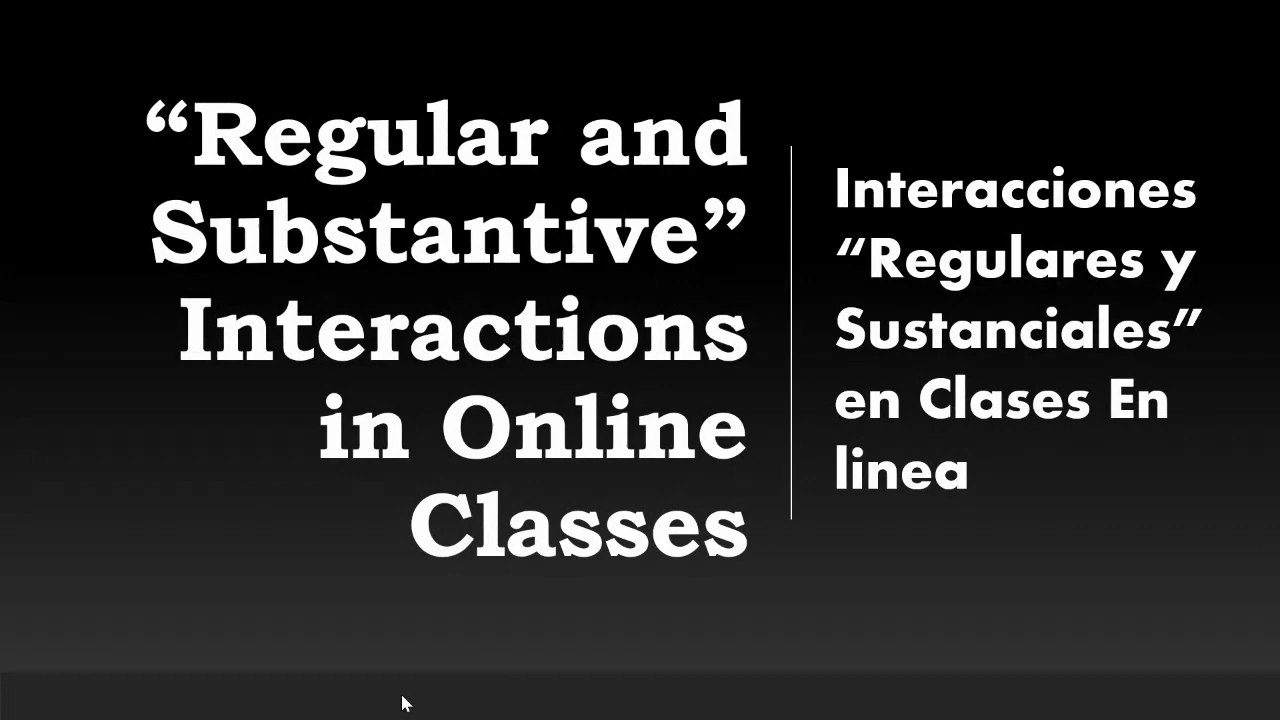 “Regular and
Substantive”
Interactions
in Online
Classes
Interacciones
“Regulares y
Sustanciales”
en Clases En
linea